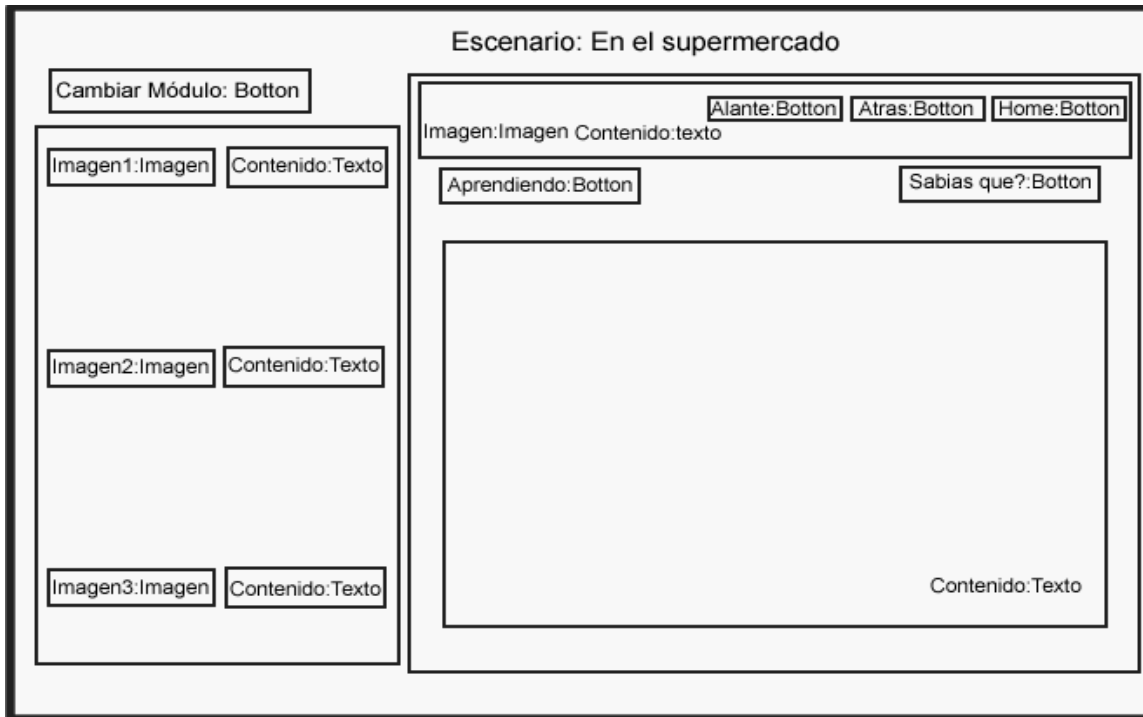 Escenario: En el supermercado
Cambiar Módulo: Botton
Imagen1:Imagen
Contenido:Texto
Imagen2:Imagen
Contenido:Texto
Imagen3:Imagen
Contenido:Texto
Alante:Botton
Atras:Botton
Home:Botton
Imagen:Imagen
Contenido:texto
Aprendiendo:Botton
Sabias que?:Botton
Contenido:Texto